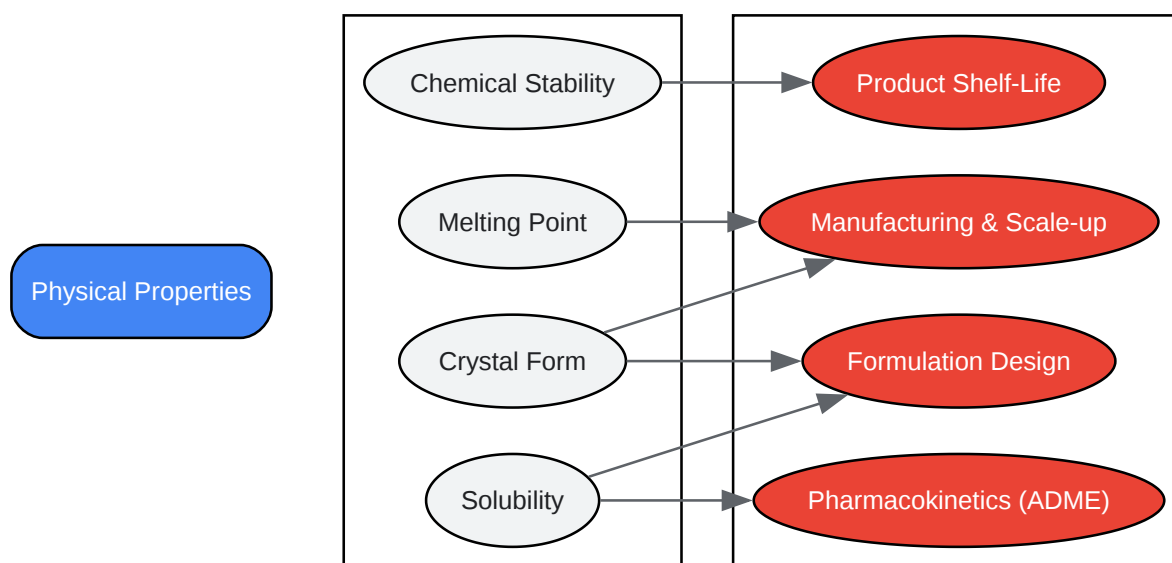 Physical Properties
Chemical Stability
Melting Point
Crystal Form
Solubility
Product Shelf-Life
Manufacturing & Scale-up
Formulation Design
Pharmacokinetics (ADME)